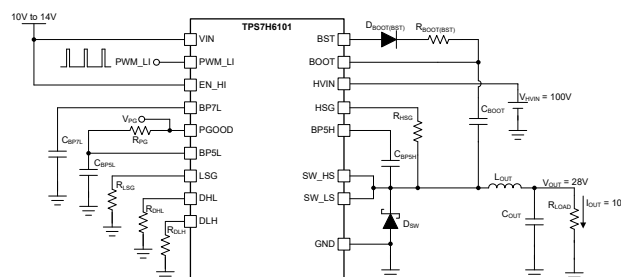 TPS7H6101
10V to 14V
VIN
PWM_LI
PWM_LI
EN_HI
BP7L
V_PG
PGOOD
R_PG
C_BP7L
BP5L
C_BP5L
LSG
R_LSG
DHL
R_DHL
DLH
R_DLH
BST
D_BOOT(BST)
R_BOOT(BST)
BOOT
HVIN
V_HVIN = 100V
HSG
R_HSG
C_BOOT
BP5H
C_BP5H
SW_HS
SW_LS
L_OUT
V_OUT = 28V
I_OUT = 10
R_LOAD
C_OUT
D_SW
GND